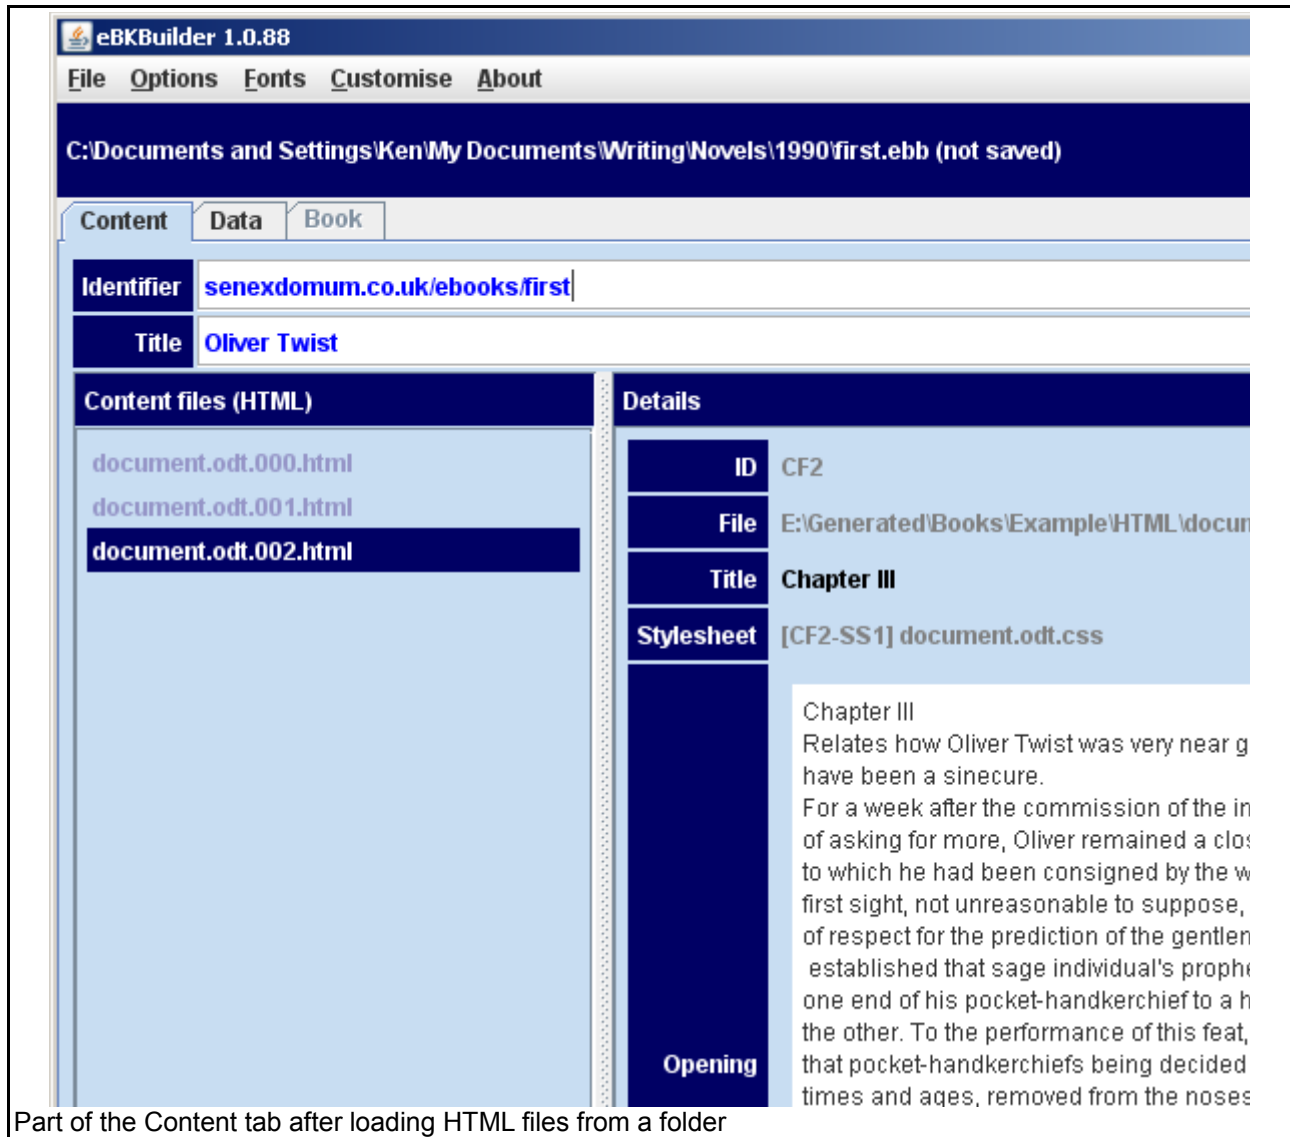 eBKBuilder 1.0.88
File Options Fonts Customise About
C:\Documents and Settings\Ken\My Documents\Writing\Novels\1990\first.ebb (not saved)
Content Data Book
Identifier senexdomum.co.uk/ebooks/first
Title Oliver Twist
Content files (HTML)
document.odt.000.html
document.odt.001.html
document.odt.002.html
Details
ID CF2
File E:\Generated\Books\Example\HTML\docum
Title Chapter III
Stylesheet [CF2-SS1] document.odt.css
Opening
Chapter III
Relates how Oliver Twist was very near g
have been a sinecure.
For a week after the commission of the in
of asking for more, Oliver remained a clos
to which he had been consigned by the w
first sight, not unreasonable to suppose,
of respect for the prediction of the gentlen
established that sage individual's prophe
one end of his pocket-handkerchief to a h
the other. To the performance of this feat,
that pocket-handkerchiefs being decided
times and ages, removed from the noses
Part of the Content tab after loading HTML files from a folder